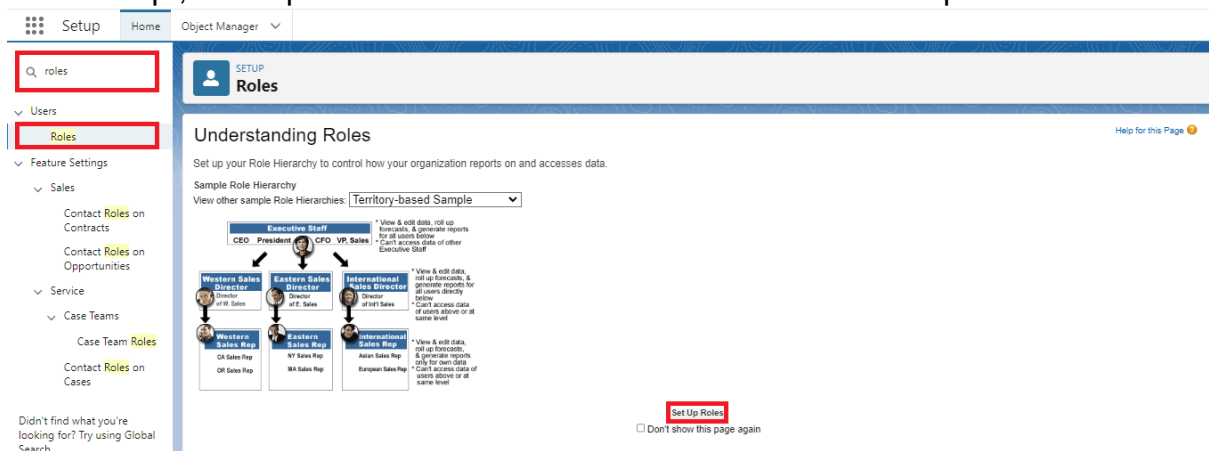 Setup Home Object Manager
roles
Users
Roles
Feature Settings
Sales
Contact Roles on
Contracts
Contact Roles on
Opportunities
Service
Case Teams
Case Team Roles
Contact Roles on
Cases
Didn't find what you're
looking for? Try using Global
Search
SETUP
Roles
Understanding Roles
Help for this Page
Set up your Role Hierarchy to control how your organization reports on and accesses data.
Sample Role Hierarchy
View other sample Role Hierarchies: Territory-based Sample
Executive Staff
CEO President CFO VP, Sales
* View & edit data, roll up
forecasts, & generate reports
for all users below
* Can't access data of other
Executive Staff
Western Sales
Director
Director
of W. Sales
Eastern Sales
Director
Director
of E. Sales
International
Sales Director
Director
of Int'l Sales
* View & edit data,
roll up forecasts, &
generate reports for
all users directly
below
* Can't access data
of users above or at
same level
Western
Sales Rep
CA Sales Rep
OR Sales Rep
Eastern
Sales Rep
NY Sales Rep
MA Sales Rep
International
Sales Rep
Asian Sales Rep
European Sales Rep
* View & edit data,
roll up forecasts,
& generate reports
only for own data
* Can't access data of
users above or at
same level
Set Up Roles
Don't show this page again